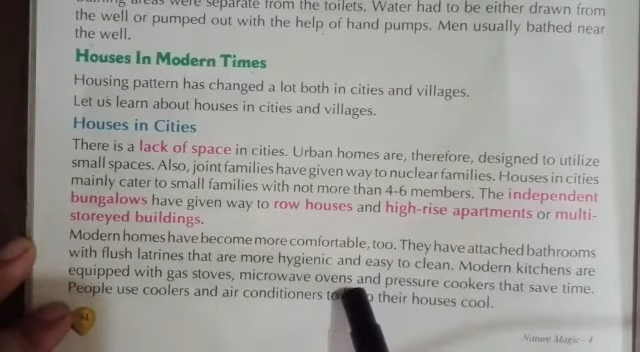 areas were separate from the toilets. Water had to be either drawn from
the well or pumped out with the help of hand pumps. Men usually bathed near
the well.
Houses In Modern Times
Housing pattern has changed a lot both in cities and villages.
Let us learn about houses in cities and villages.
Houses in Cities
There is a lack of space in cities. Urban homes are, therefore, designed to utilize
small spaces. Also, joint families have given way to nuclear families. Houses in cities
mainly cater to small families with not more than 4-6 members. The independent
bungalows have given way to row houses and high-rise apartments or multi-
storeyed buildings.
Modern homes have become more comfortable, too. They have attached bathrooms
with flush latrines that are more hygienic and easy to clean. Modern kitchens are
equipped with gas stoves, microwave ovens and pressure cookers that save time.
People use coolers and air conditioners their houses cool.
Nature Magic - 4